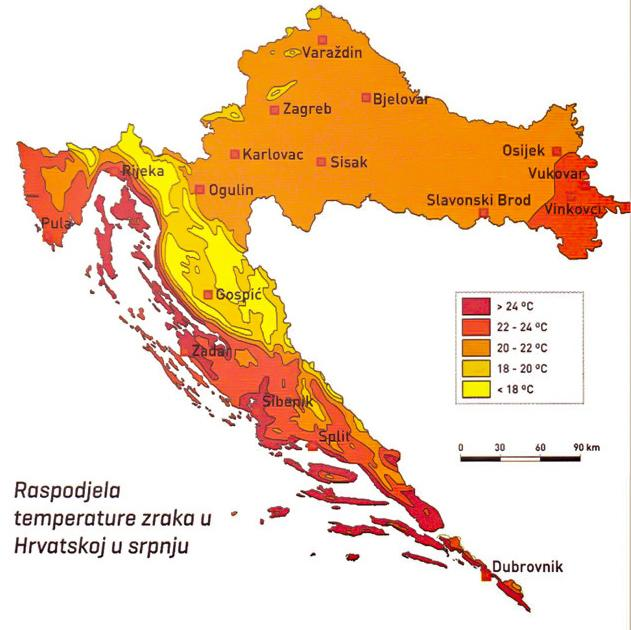 Varaždin
Bjelovar
Zagreb
Karlovac
Sisak
Osijek
Rijeka
Vukovar
Ogulin
Slavonski Brod
Vinkovci
Pula
Gospić
> 24 ºC
22 - 24 ºC
20 - 22 ºC
18 - 20 ºC
< 18 ºC
Zadar
Šibenik
Split
0 30 60 90 km
Raspodjela
temperature zraka u
Hrvatskoj u srpnju
Dubrovnik